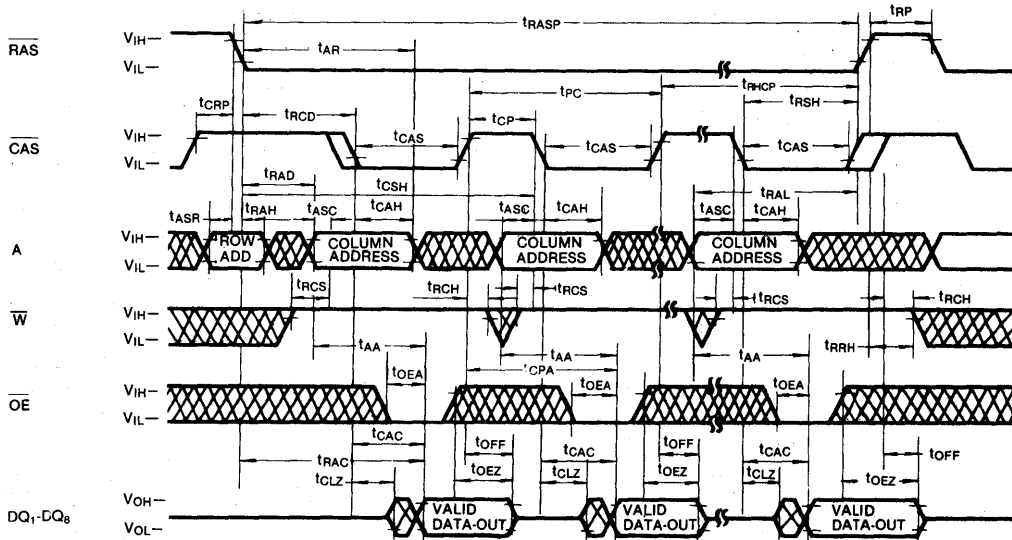 tRASP
tRP
RAS
VIH
VIL
tAR
tCRP
tRCD
tPC
tRHCP
tCP
tRSH
CAS
VIH
VIL
tCAS
tCAS
tCAS
tRAD
tCSH
tRAL
tASR
tRAH
tASC
tCAH
tASC
tCAH
tASC
tCAH
A
VIH
VIL
ROW ADD
COLUMN ADDRESS
COLUMN ADDRESS
COLUMN ADDRESS
tRCS
tRCH
tRCS
tRCS
tRCH
W
VIH
VIL
tAA
tAA
tAA
tRRH
tCPA
tOEA
tOEA
tOEA
OE
VIH
VIL
tCAC
tOFF
tCAC
tOFF
tCAC
tOFF
tRAC
tOEZ
tOEZ
tOEZ
tCLZ
tCLZ
tCLZ
DQ1-DQ8
VOH
VOL
VALID DATA-OUT
VALID DATA-OUT
VALID DATA-OUT